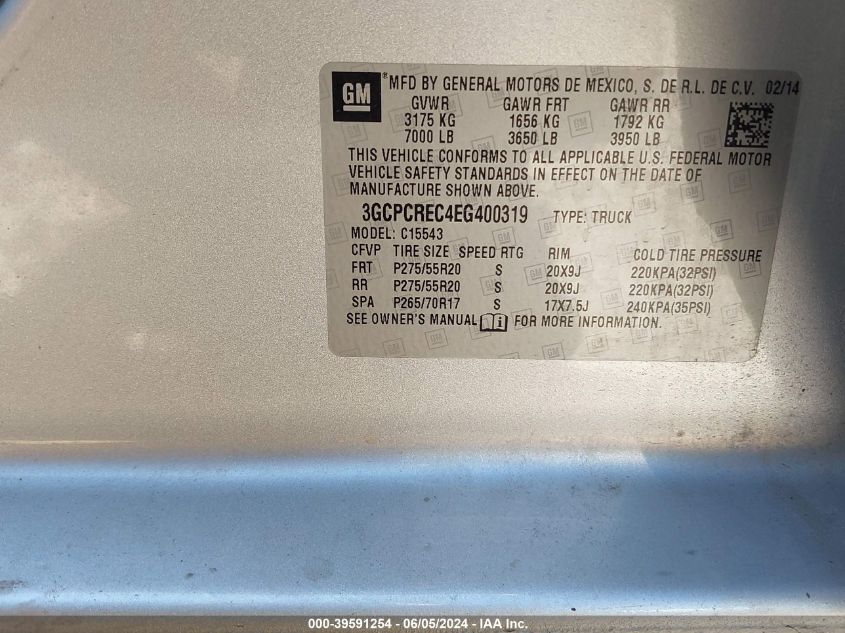 GM ® MFD BY GENERAL MOTORS DE MEXICO, S. DE R.L. DE C.V. 02/14
GVWR GAWR FRT GAWR RR
3175 KG 1656 KG 1792 KG
7000 LB 3650 LB 3950 LB
THIS VEHICLE CONFORMS TO ALL APPLICABLE U.S. FEDERAL MOTOR
VEHICLE SAFETY STANDARDS IN EFFECT ON THE DATE OF
MANUFACTURE SHOWN ABOVE.
3GCPCREC4EG400319 TYPE: TRUCK
MODEL: C15543
CFVP TIRE SIZE SPEED RTG RIM COLD TIRE PRESSURE
FRT P275/55R20 S 20X9J 220KPA(32PSI)
RR P275/55R20 S 20X9J 220KPA(32PSI)
SPA P265/70R17 S 17X7.5J 240KPA(35PSI)
SEE OWNER'S MANUAL i FOR MORE INFORMATION.
000-39591254 - 06/05/2024 - IAA Inc.